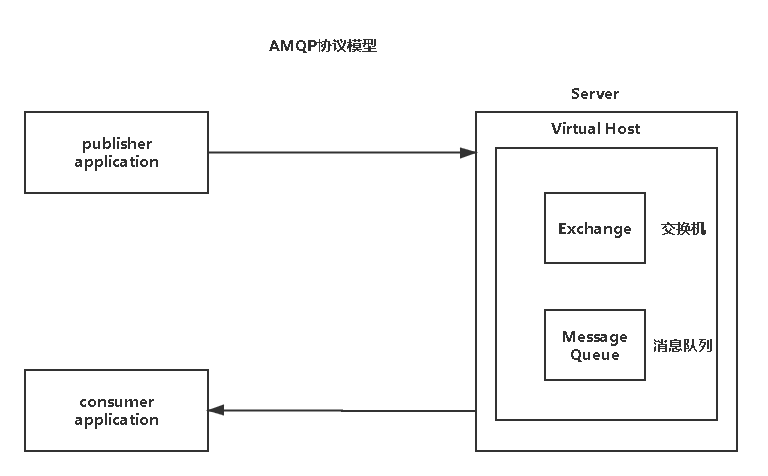 AMQP协议模型
Server
Virtual Host
publisher
application
Exchange
交换机
Message
Queue
消息队列
consumer
application